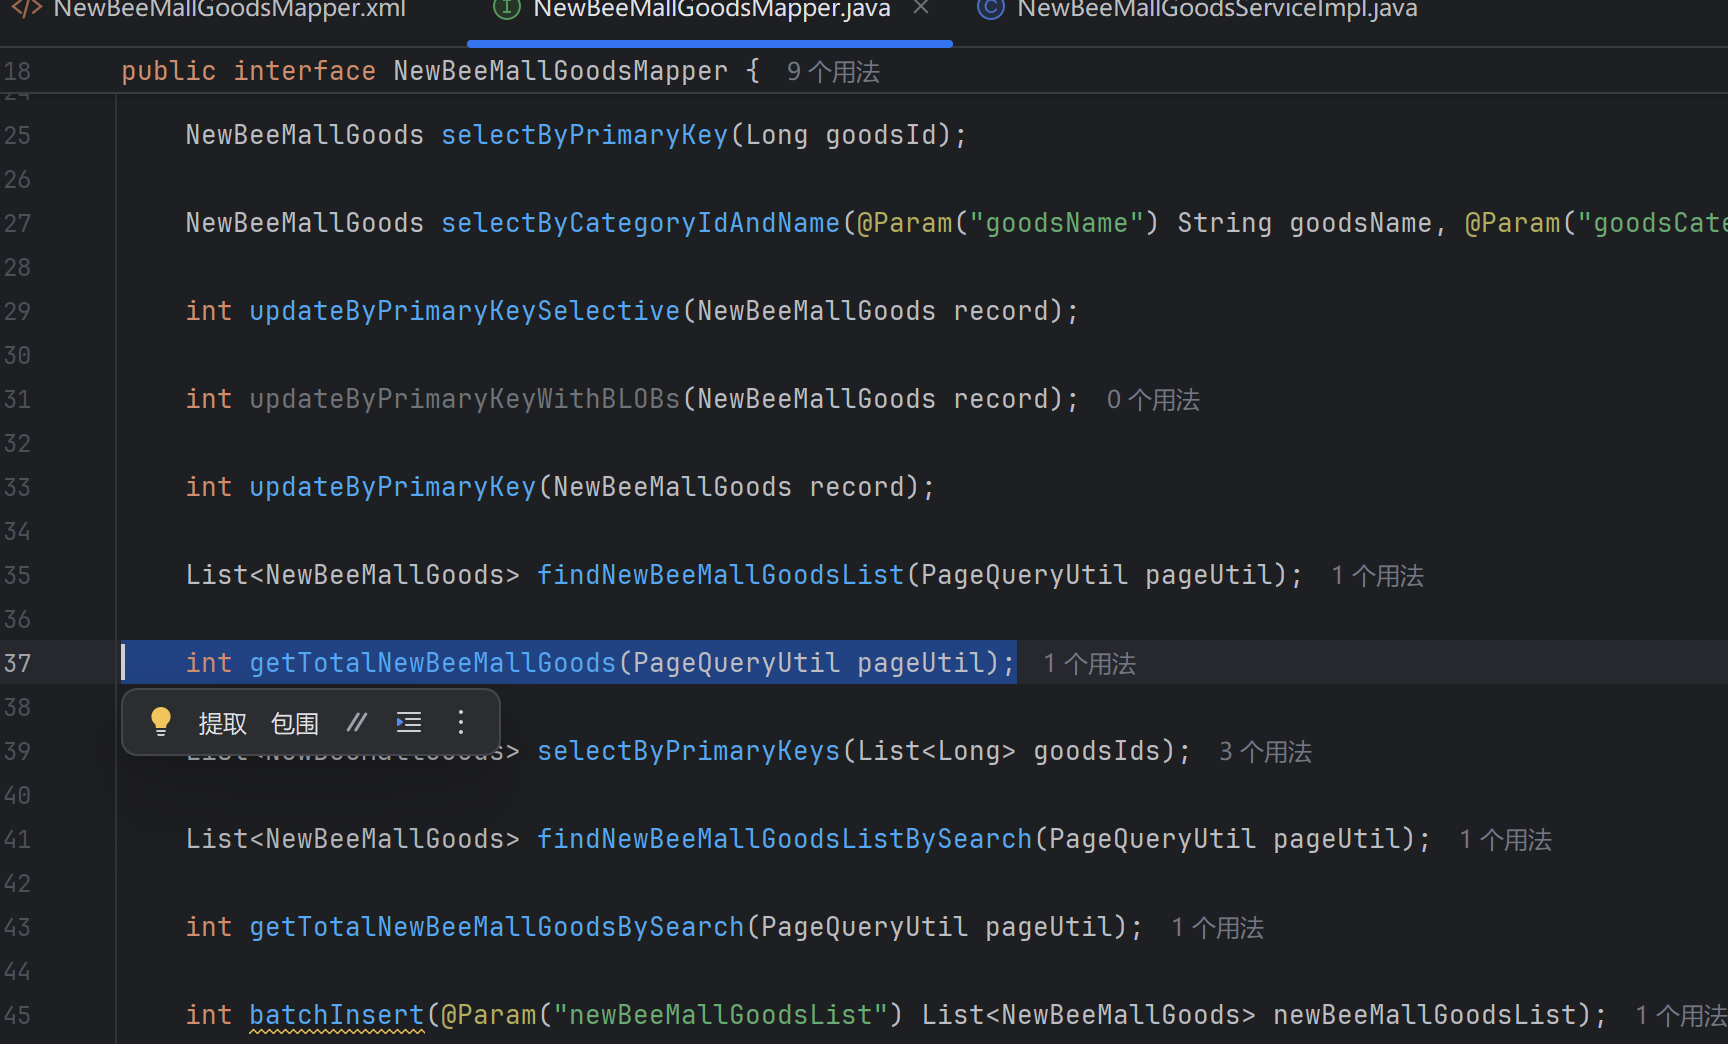 </> NewBeeMallGoodsMapper.xml I NewBeeMallGoodsMapper.java × C NewBeeMallGoodsServiceImpl.java
18 public interface NewBeeMallGoodsMapper { 9 个用法
24
25 NewBeeMallGoods selectByPrimaryKey(Long goodsId);
26
27 NewBeeMallGoods selectByCategoryIdAndName(@Param("goodsName") String goodsName, @Param("goodsCate
28
29 int updateByPrimaryKeySelective(NewBeeMallGoods record);
30
31 int updateByPrimaryKeyWithBLOBs(NewBeeMallGoods record); 0 个用法
32
33 int updateByPrimaryKey(NewBeeMallGoods record);
34
35 List<NewBeeMallGoods> findNewBeeMallGoodsList(PageQueryUtil pageUtil); 1 个用法
36
37 int getTotalNewBeeMallGoods(PageQueryUtil pageUtil); 1 个用法
38
提取 包围 //
39 List<NewBeeMallGoods> selectByPrimaryKeys(List<Long> goodsIds); 3 个用法
40
41 List<NewBeeMallGoods> findNewBeeMallGoodsListBySearch(PageQueryUtil pageUtil); 1 个用法
42
43 int getTotalNewBeeMallGoodsBySearch(PageQueryUtil pageUtil); 1 个用法
44
45 int batchInsert(@Param("newBeeMallGoodsList") List<NewBeeMallGoods> newBeeMallGoodsList); 1 个用法